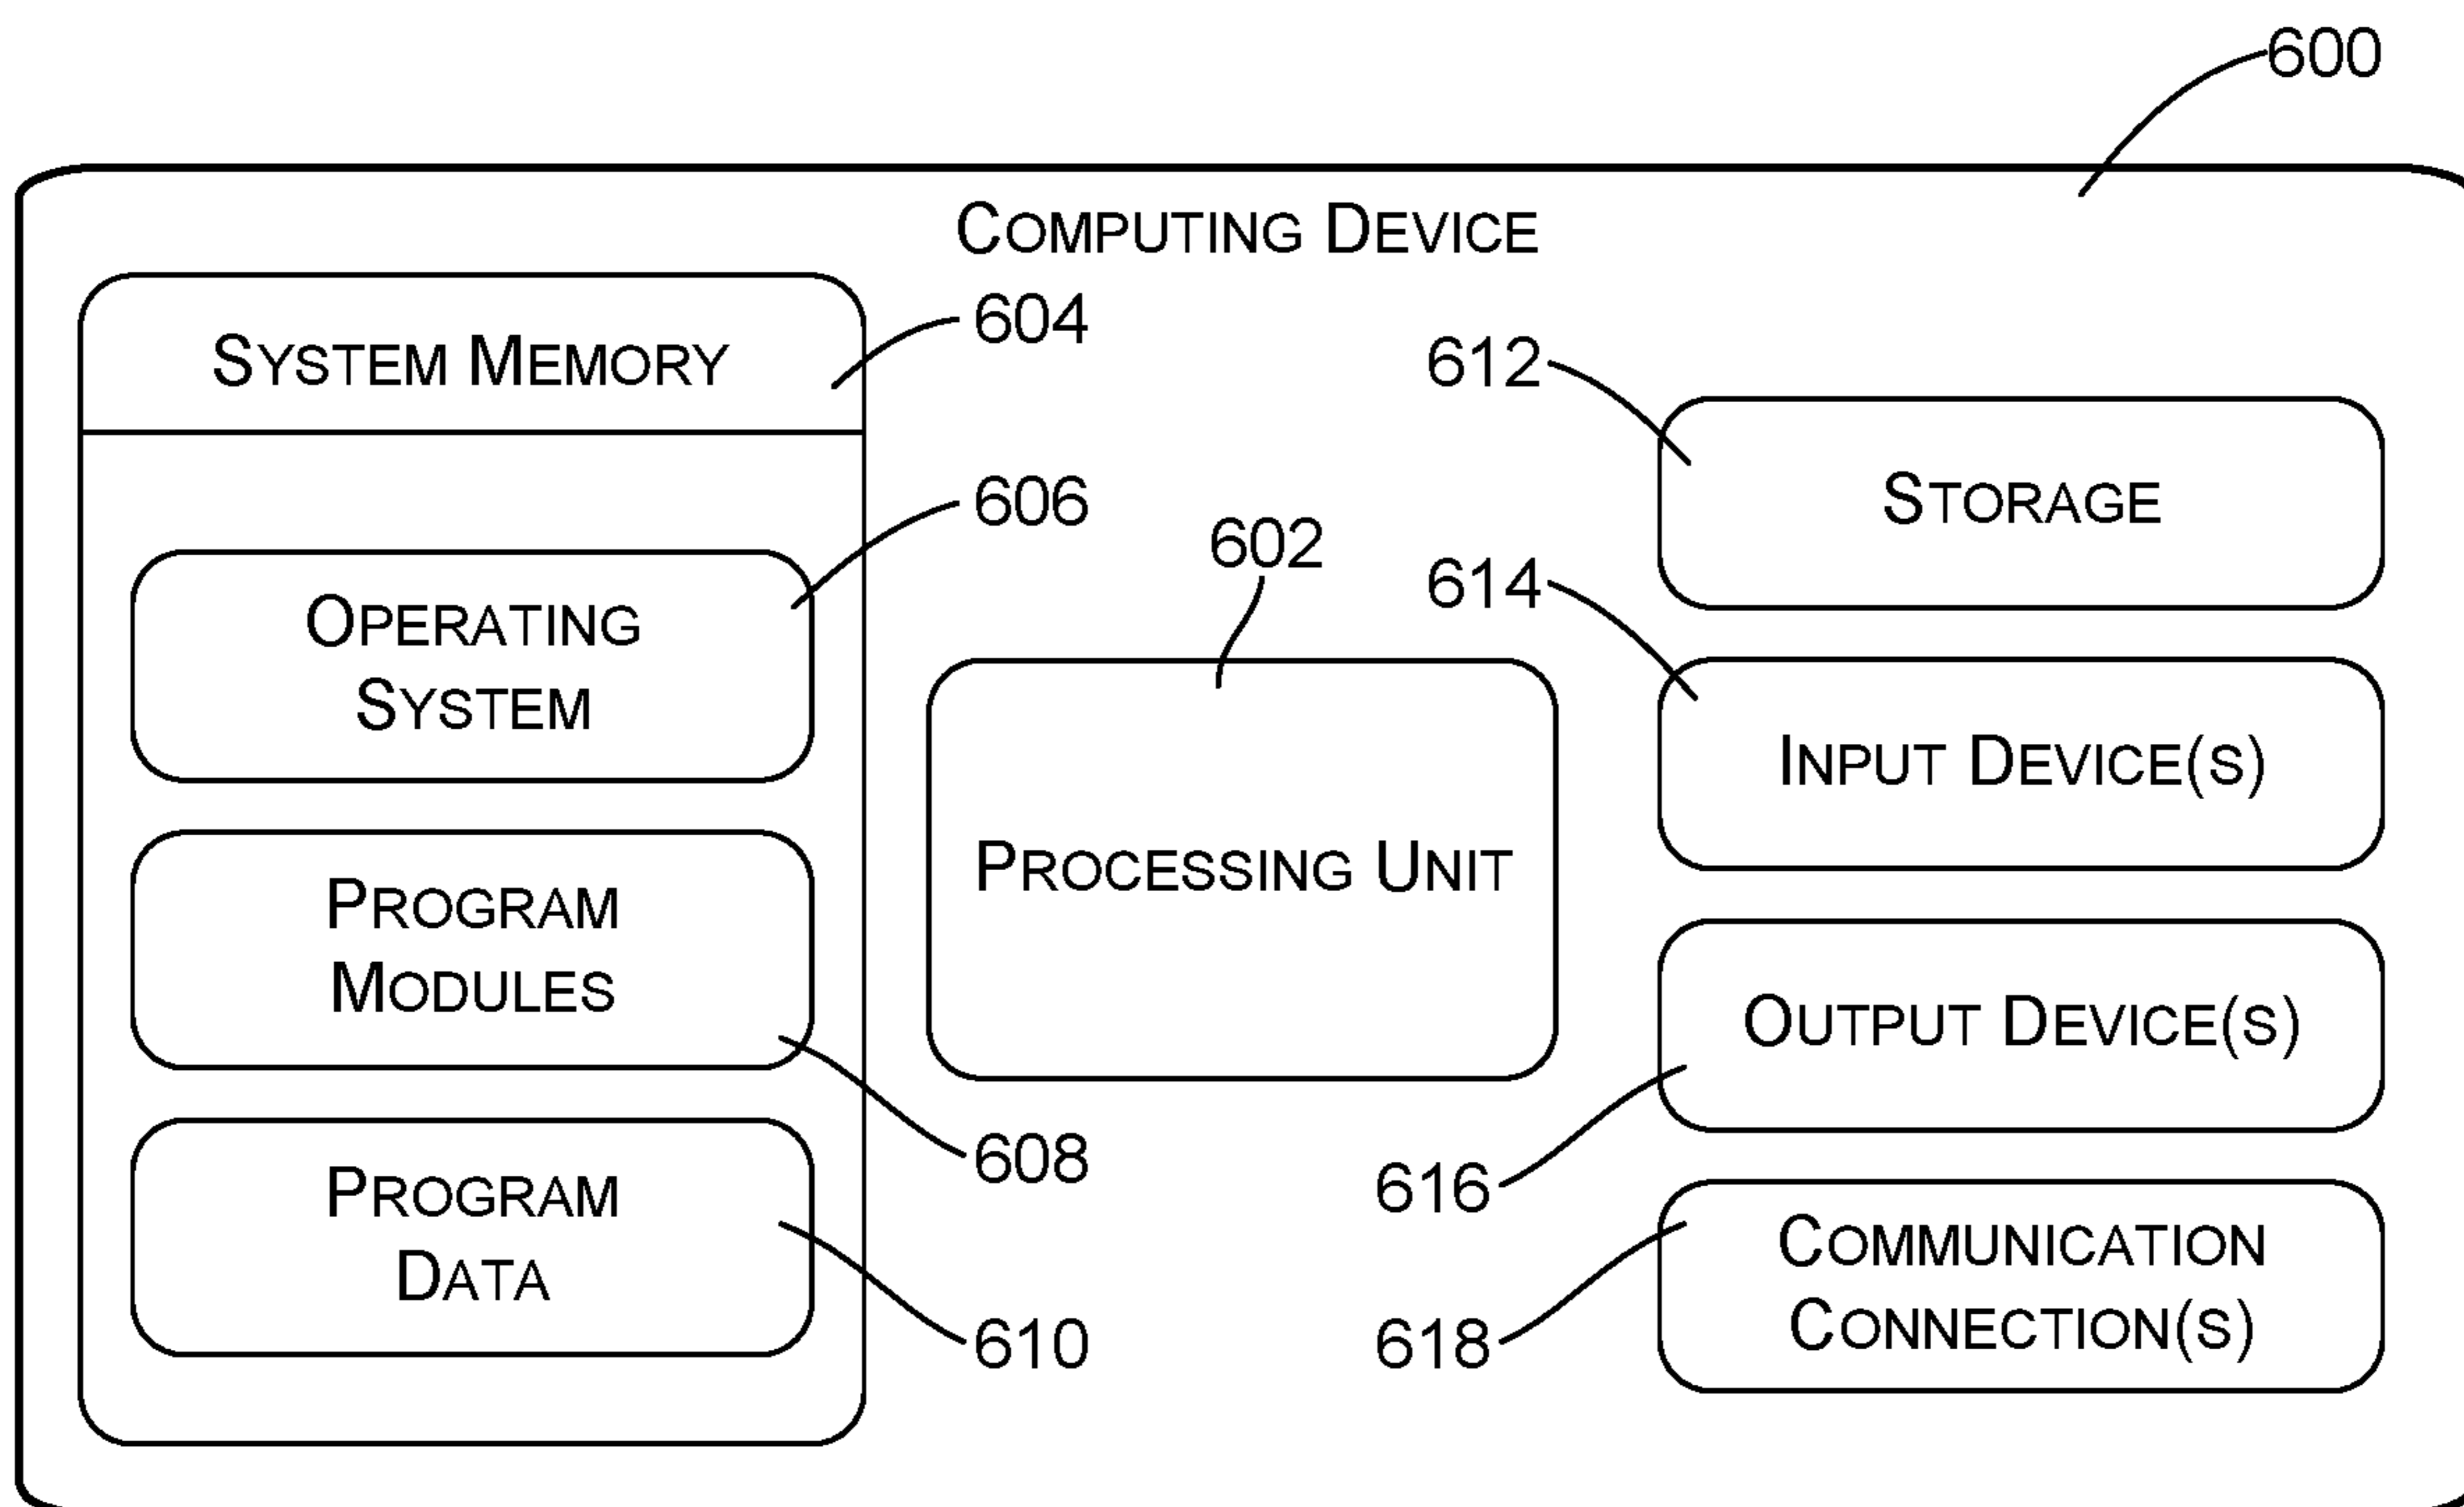 600
COMPUTING DEVICE
SYSTEM MEMORY
604
606
OPERATING
SYSTEM
PROGRAM
MODULES
608
PROGRAM
DATA
610
602
PROCESSING UNIT
612
STORAGE
614
INPUT DEVICE(S)
OUTPUT DEVICE(S)
616
COMMUNICATION
CONNECTION(S)
618